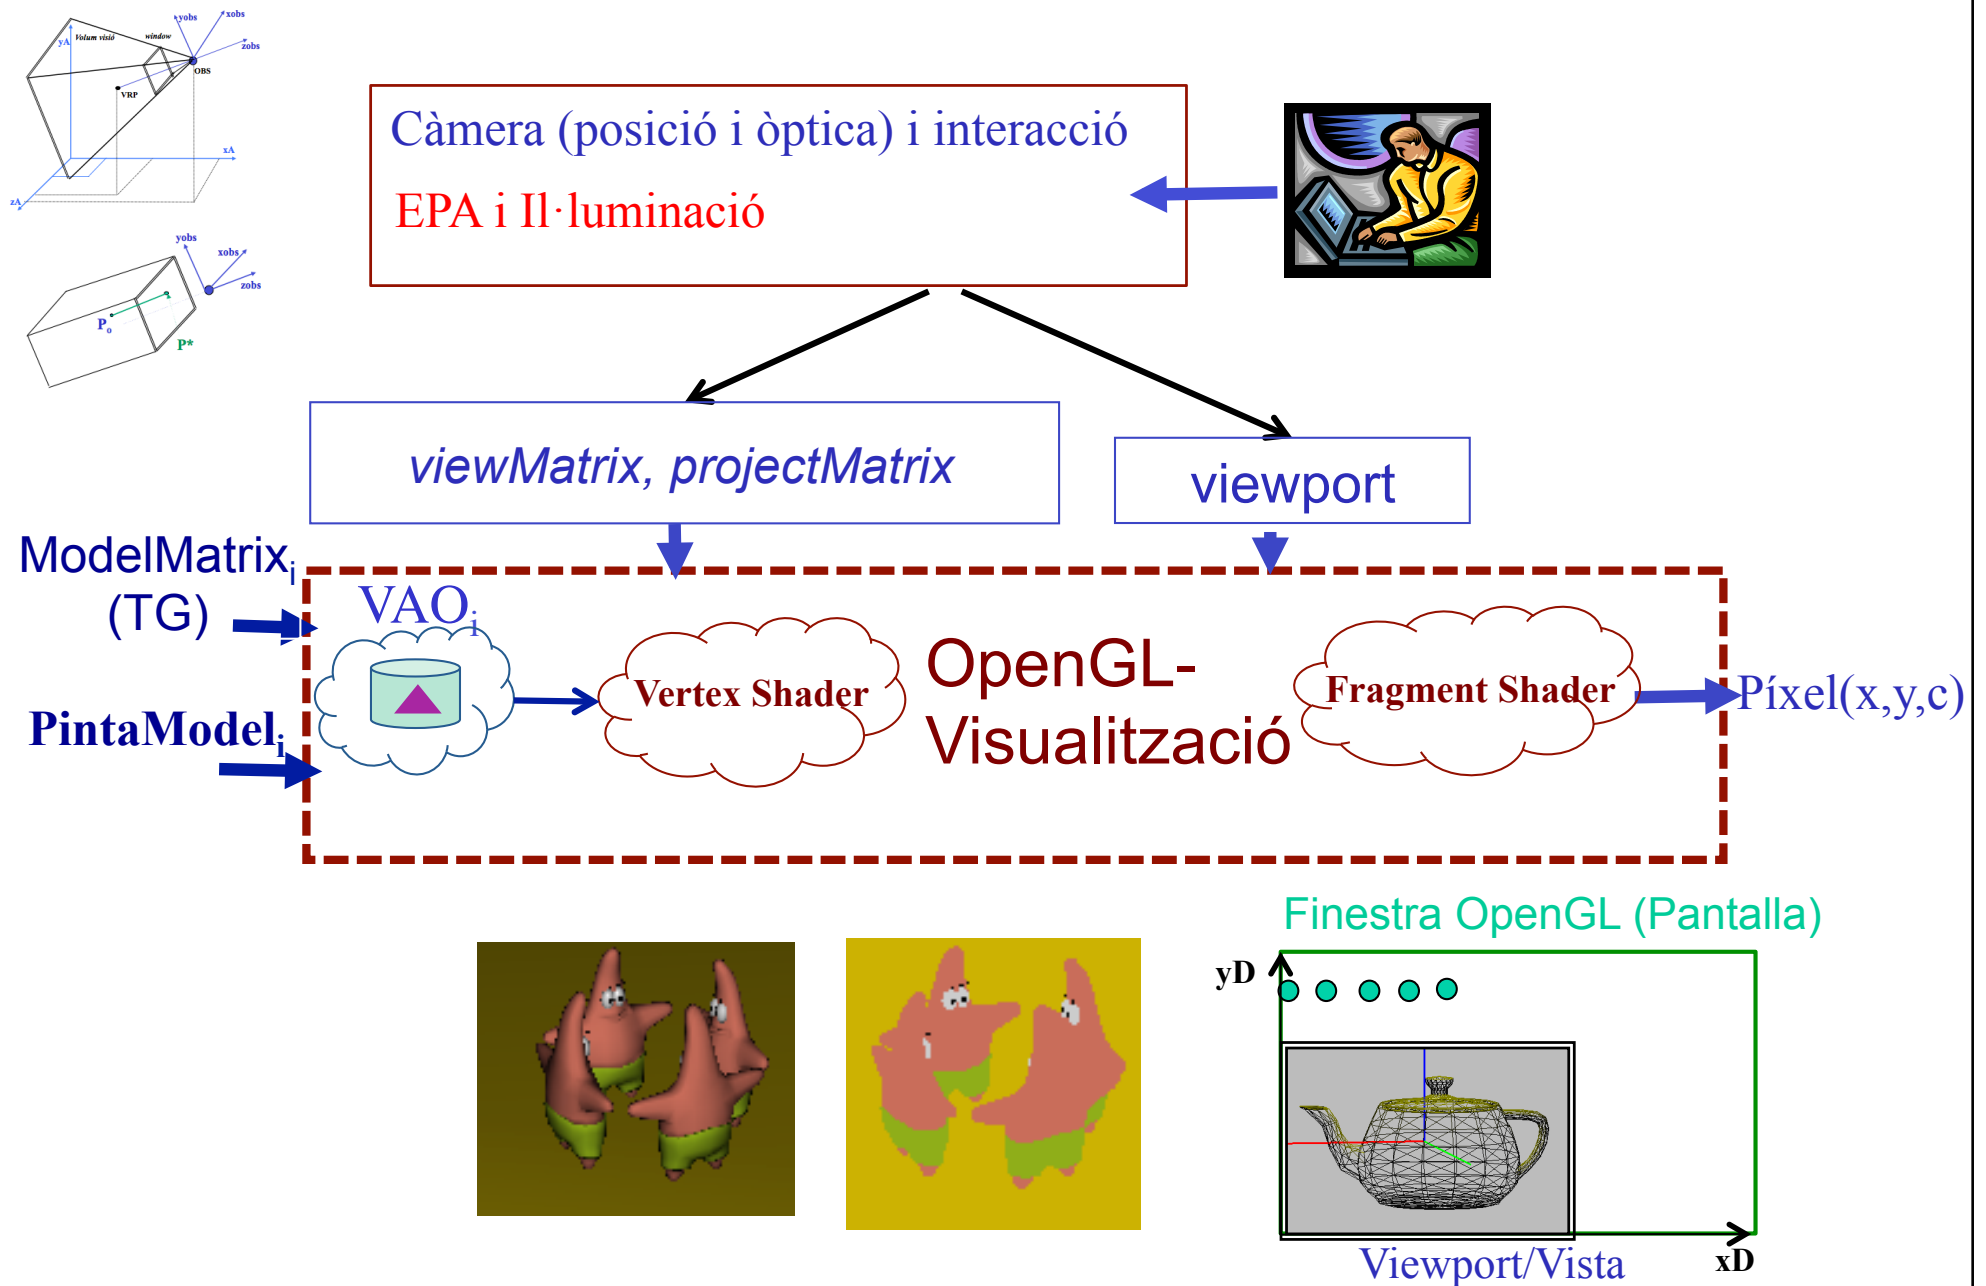 yobs
xobs
yA
Volum visió
window
zobs
OBS
VRP
xA
zA
Càmera (posició i òptica) i interacció
EPA i Il·luminació
yobs
xobs
zobs
Po
P*
viewMatrix, projectMatrix
viewport
ModelMatrixi
(TG)
VAOi
Vertex Shader
OpenGL-
Visualització
Fragment Shader
Píxel(x,y,c)
PintaModeli
Finestra OpenGL (Pantalla)
yD
Viewport/Vista
xD